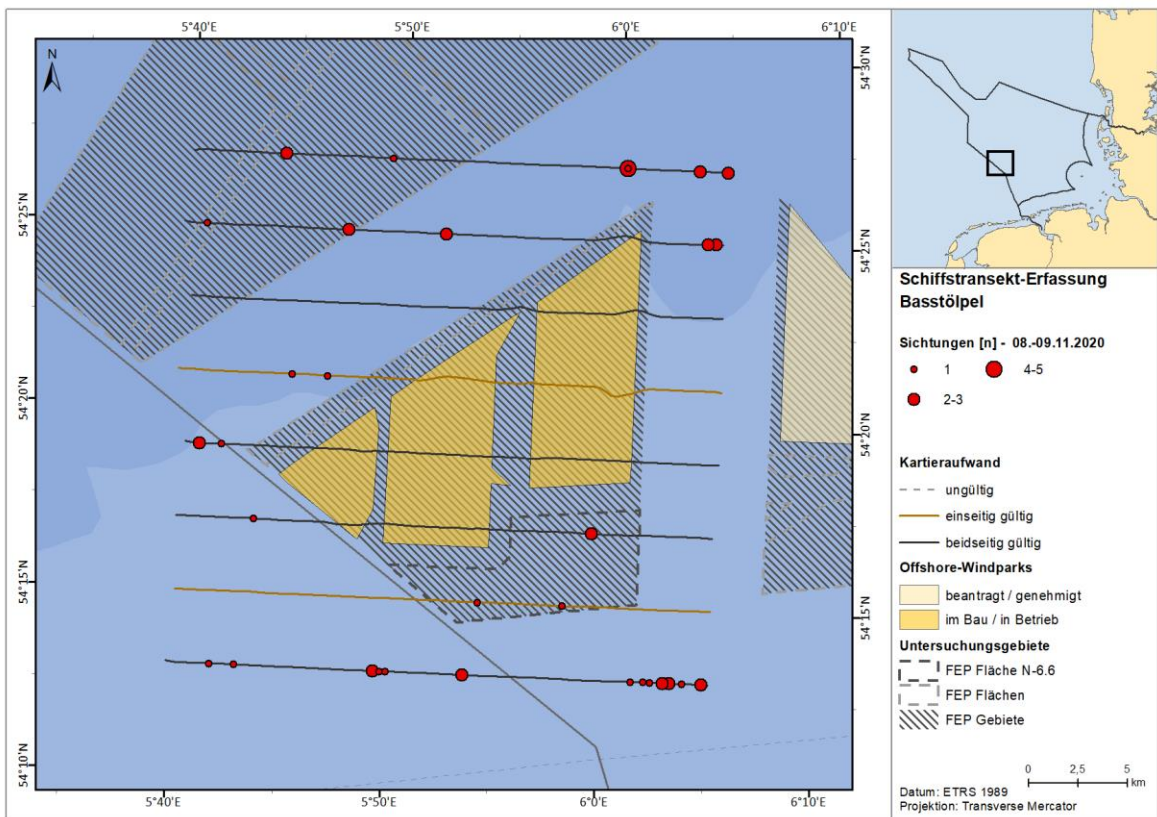 5°40'E
5°50'E
6°0'E
6°10'E
N
54°30'N
54°25'N
54°25'N
54°20'N
54°20'N
54°15'N
54°15'N
54°10'N
5°40'E
5°50'E
6°0'E
6°10'E
Schiffstransekt-Erfassung
Basstölpel
Sichtungen [n] - 08.-09.11.2020
1
4-5
2-3
Kartieraufwand
ungültig
einseitig gültig
beidseitig gültig
Offshore-Windparks
beantragt / genehmigt
im Bau / in Betrieb
Untersuchungsgebiete
FEP Fläche N-6.6
FEP Flächen
FEP Gebiete
0 2,5 5
km
Datum: ETRS 1989
Projektion: Transverse Mercator